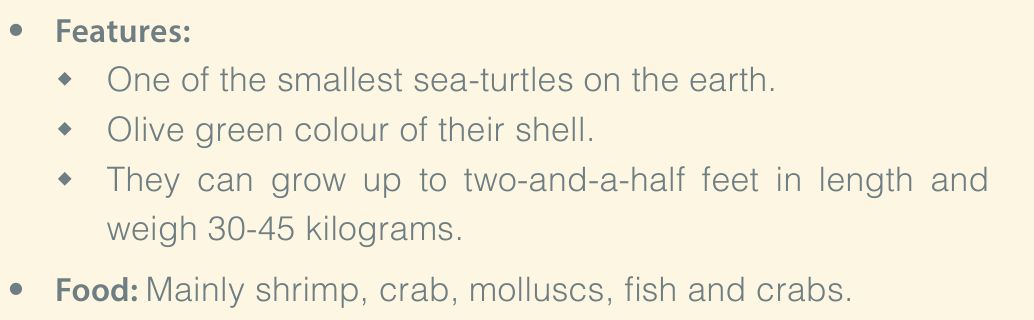 • Features:
◆ One of the smallest sea-turtles on the earth.
◆ Olive green colour of their shell.
◆ They can grow up to two-and-a-half feet in length and
weigh 30-45 kilograms.
• Food: Mainly shrimp, crab, molluscs, fish and crabs.